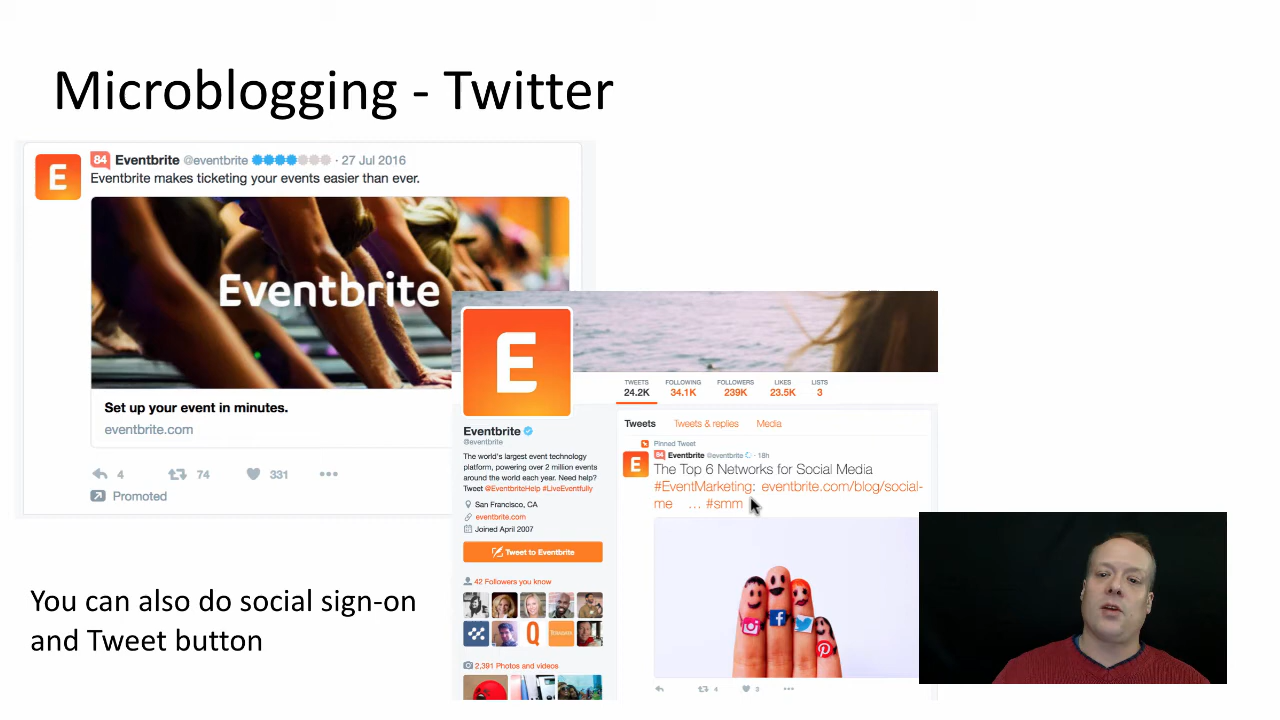 Microblogging - Twitter
E
84 Eventbrite @eventbrite · 27 Jul 2016
Eventbrite makes ticketing your events easier than ever.
Eventbrite
Set up your event in minutes.
eventbrite.com
4 74 331 •••
Promoted
You can also do social sign-on
and Tweet button
E
TWEETS FOLLOWING FOLLOWERS LIKES LISTS
24.2K 34.1K 239K 23.5K 3
Eventbrite
@eventbrite
The world's largest event technology
platform, powering over 2 million events
around the world each year. Need help?
Tweet @EventbriteHelp #LiveEventfully
San Francisco, CA
eventbrite.com
Joined April 2007
Tweet to Eventbrite
42 Followers you know
Q
2,391 Photos and videos
Tweets Tweets & replies Media
Pinned Tweet
E
84 Eventbrite @eventbrite · 18h
The Top 6 Networks for Social Media
#EventMarketing: eventbrite.com/blog/social-
me … #smm
4 3 •••